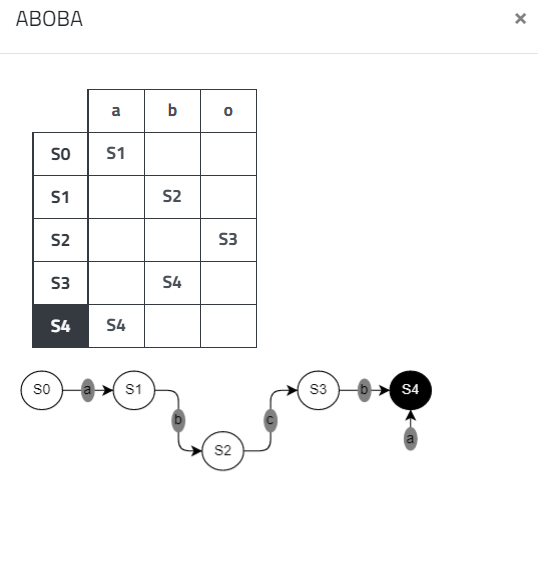 ABOBA ×
a b o
S0 S1
S1 S2
S2 S3
S3 S4
S4 S4
S0 a S1 S3 b S4
b c a
S2